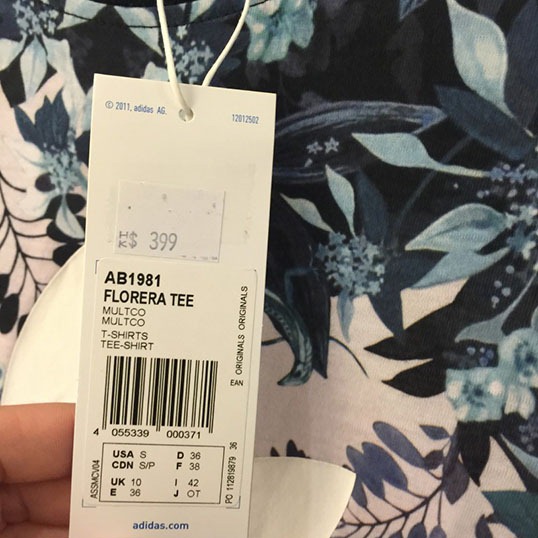 © 2011, adidas AG.
12012502
HK$ 399
AB1981
FLORERA TEE
MULTCO
MULTCO
T-SHIRTS
TEE-SHIRT
ORIGINALS ORIGINALS
EAN
4 055339 000371
ASSMCV04
USA S D 36
CDN S/P F 38
UK 10 I 42
E 36 J OT
PO 112819879 36
adidas.com